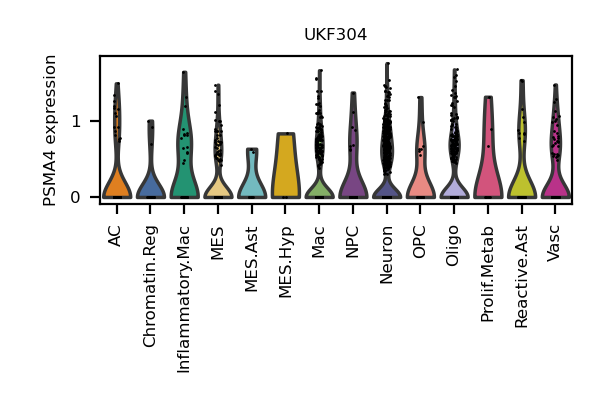 UKF304
PSMA4 expression
1
0
AC
Chromatin.Reg
Inflammatory.Mac
MES
MES.Ast
MES.Hyp
Mac
NPC
Neuron
OPC
Oligo
Prolif.Metab
Reactive.Ast
Vasc